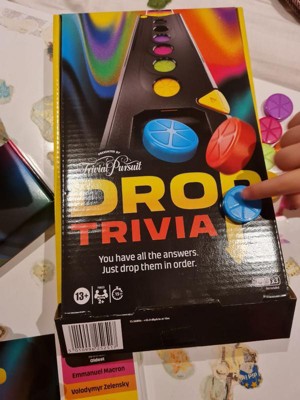 Trivial Pursuit
DROP
TRIVIA
You have all the answers.
Just drop them in order.
13+
2+
Emmanuel Macron
Volodymyr Zelensky